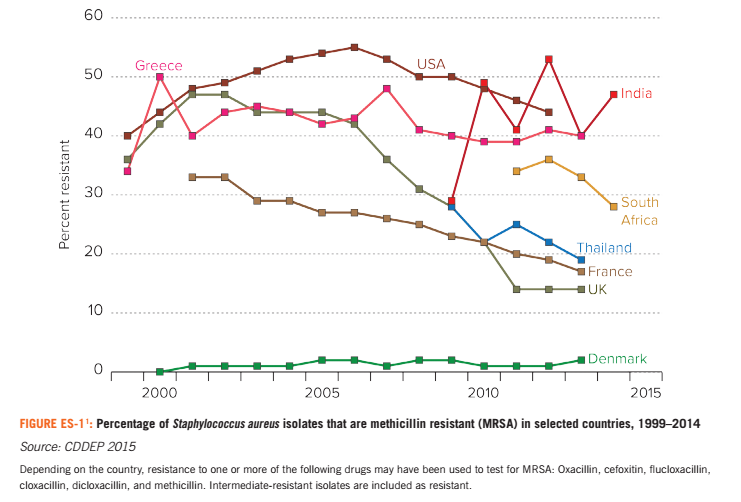 60
Greece
USA
50
India
40
Percent resistant
30
South
Africa
Thailand
20
France
UK
10
Denmark
0
2000 2005 2010 2015
FIGURE ES-1¹: Percentage of Staphylococcus aureus isolates that are methicillin resistant (MRSA) in selected countries, 1999–2014
Source: CDDEP 2015
Depending on the country, resistance to one or more of the following drugs may have been used to test for MRSA: Oxacillin, cefoxitin, flucloxacillin,
cloxacillin, dicloxacillin, and methicillin. Intermediate-resistant isolates are included as resistant.